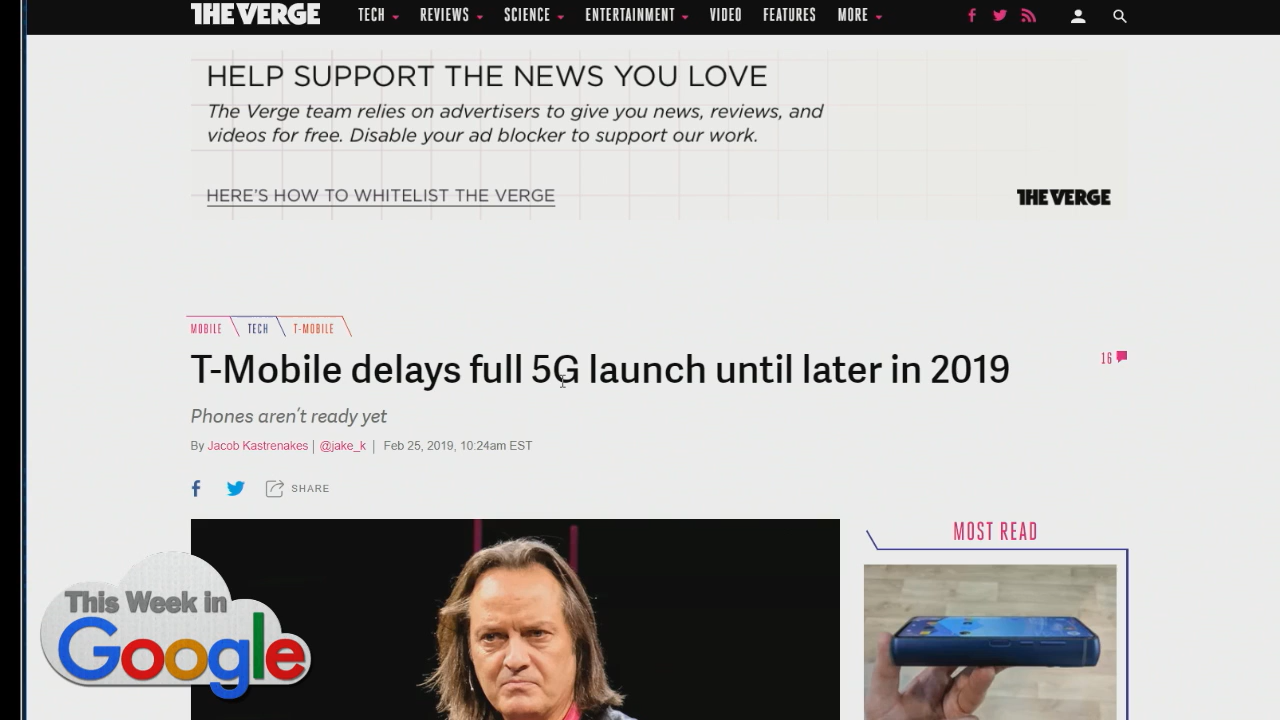 THE VERGE
TECH REVIEWS SCIENCE ENTERTAINMENT VIDEO FEATURES MORE
HELP SUPPORT THE NEWS YOU LOVE
The Verge team relies on advertisers to give you news, reviews, and
videos for free. Disable your ad blocker to support our work.
HERE'S HOW TO WHITELIST THE VERGE
THE VERGE
MOBILE TECH T-MOBILE
T-Mobile delays full 5G launch until later in 2019
16
Phones aren't ready yet
By Jacob Kastrenakes | @jake_k | Feb 25, 2019, 10:24am EST
SHARE
MOST READ
This Week in
Google